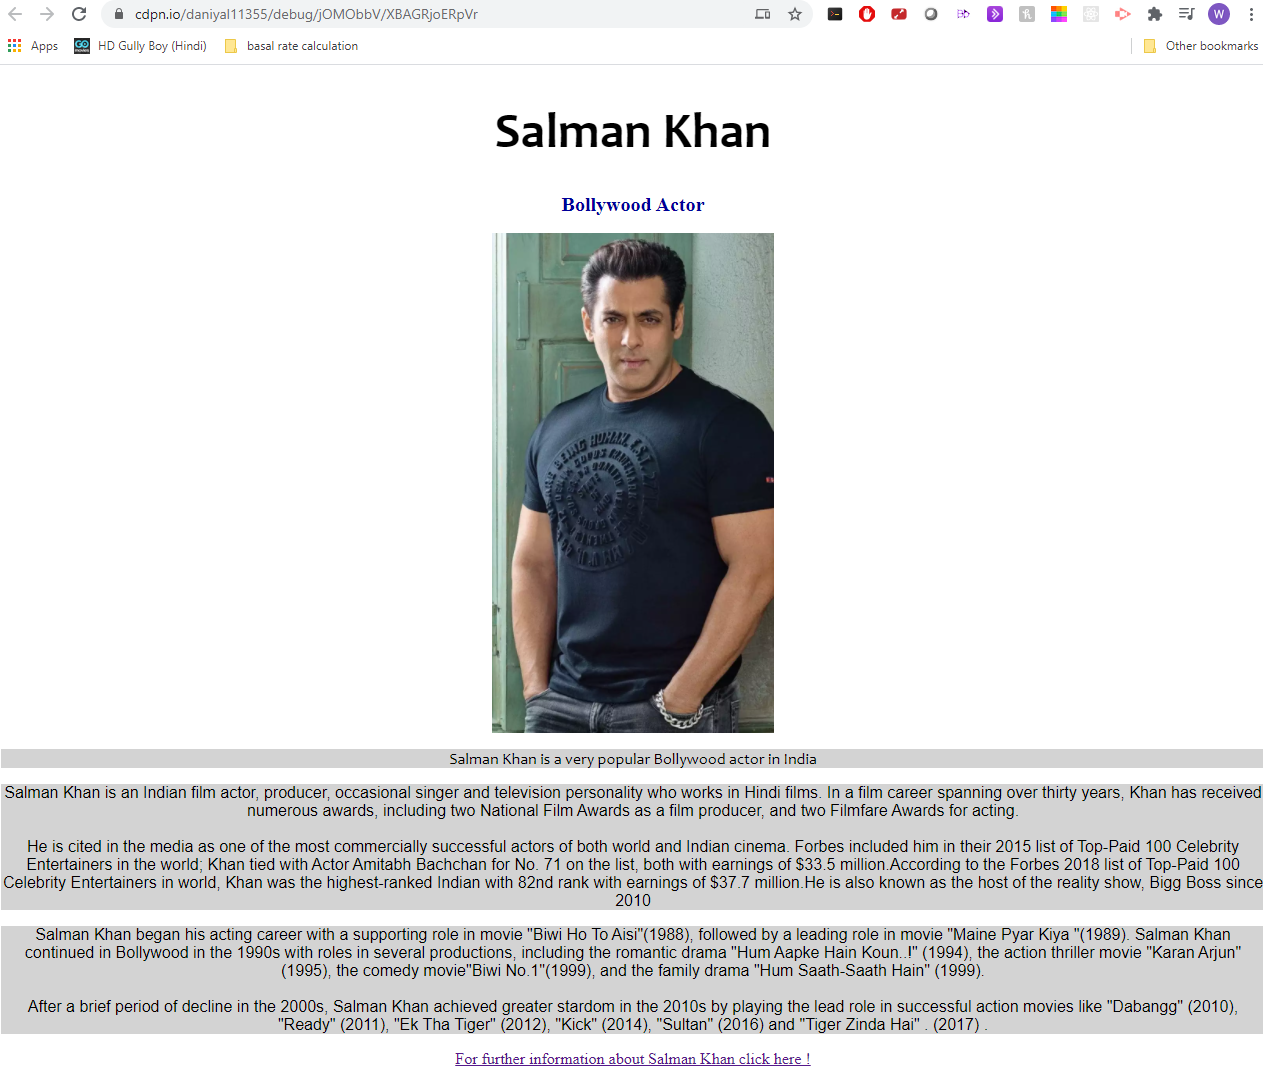 cdpn.io/daniyal11355/debug/jOMObbV/XBAGRjoERpVr
W
Apps
GO
HD Gully Boy (Hindi)
basal rate calculation
Other bookmarks
Salman Khan
Bollywood Actor
BEING HUMAN
Salman Khan is a very popular Bollywood actor in India
Salman Khan is an Indian film actor, producer, occasional singer and television personality who works in Hindi films. In a film career spanning over thirty years, Khan has received
numerous awards, including two National Film Awards as a film producer, and two Filmfare Awards for acting.
He is cited in the media as one of the most commercially successful actors of both world and Indian cinema. Forbes included him in their 2015 list of Top-Paid 100 Celebrity
Entertainers in the world; Khan tied with Actor Amitabh Bachchan for No. 71 on the list, both with earnings of $33.5 million.According to the Forbes 2018 list of Top-Paid 100
Celebrity Entertainers in world, Khan was the highest-ranked Indian with 82nd rank with earnings of $37.7 million.He is also known as the host of the reality show, Bigg Boss since
2010
Salman Khan began his acting career with a supporting role in movie "Biwi Ho To Aisi"(1988), followed by a leading role in movie "Maine Pyar Kiya "(1989). Salman Khan
continued in Bollywood in the 1990s with roles in several productions, including the romantic drama "Hum Aapke Hain Koun..!" (1994), the action thriller movie "Karan Arjun"
(1995), the comedy movie"Biwi No.1"(1999), and the family drama "Hum Saath-Saath Hain" (1999).
After a brief period of decline in the 2000s, Salman Khan achieved greater stardom in the 2010s by playing the lead role in successful action movies like "Dabangg" (2010),
"Ready" (2011), "Ek Tha Tiger" (2012), "Kick" (2014), "Sultan" (2016) and "Tiger Zinda Hai" . (2017) .
For further information about Salman Khan click here !